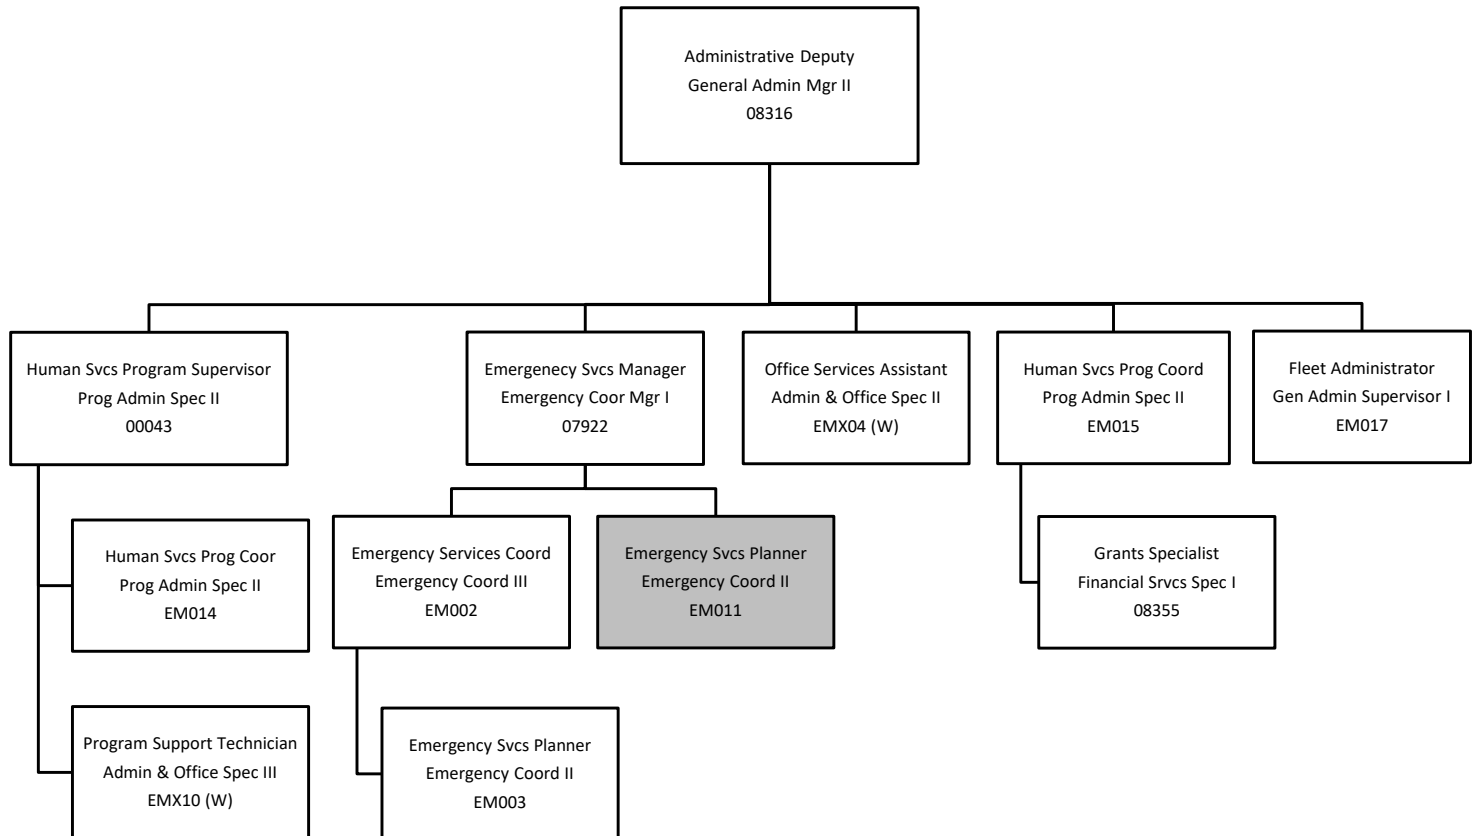 Administrative Deputy
General Admin Mgr II
08316
Human Svcs Program Supervisor
Prog Admin Spec II
00043
Emergenecy Svcs Manager
Emergency Coor Mgr I
07922
Office Services Assistant
Admin & Office Spec II
EMX04 (W)
Human Svcs Prog Coord
Prog Admin Spec II
EM015
Fleet Administrator
Gen Admin Supervisor I
EM017
Human Svcs Prog Coor
Prog Admin Spec II
EM014
Emergency Services Coord
Emergency Coord III
EM002
Emergency Svcs Planner
Emergency Coord II
EM011
Grants Specialist
Financial Srvcs Spec I
08355
Program Support Technician
Admin & Office Spec III
EMX10 (W)
Emergency Svcs Planner
Emergency Coord II
EM003